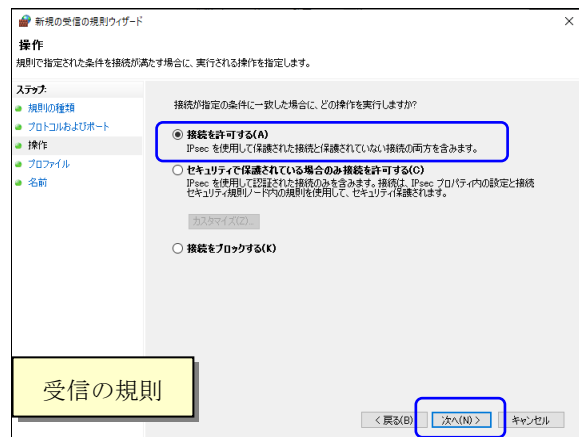 新規の受信の規則ウィザード
操作
規則で指定された条件を接続が満たす場合に、実行される操作を指定します。
ステップ:
規則の種類
プロトコルおよびポート
操作
プロファイル
名前
接続が指定の条件に一致した場合に、どの操作を実行しますか?
接続を許可する(A)
IPsec を使用して保護された接続と保護されていない接続の両方を含みます。
セキュリティで保護されている場合のみ接続を許可する(C)
IPsec を使用して認証された接続のみを含みます。接続は、IPsec プロパティ内の設定と接続
セキュリティ規則ノード内の規則を使用して、セキュリティ保護されます。
カスタマイズ(Z)...
接続をブロックする(K)
受信の規則
< 戻る(B)
次へ(N) >
キャンセル